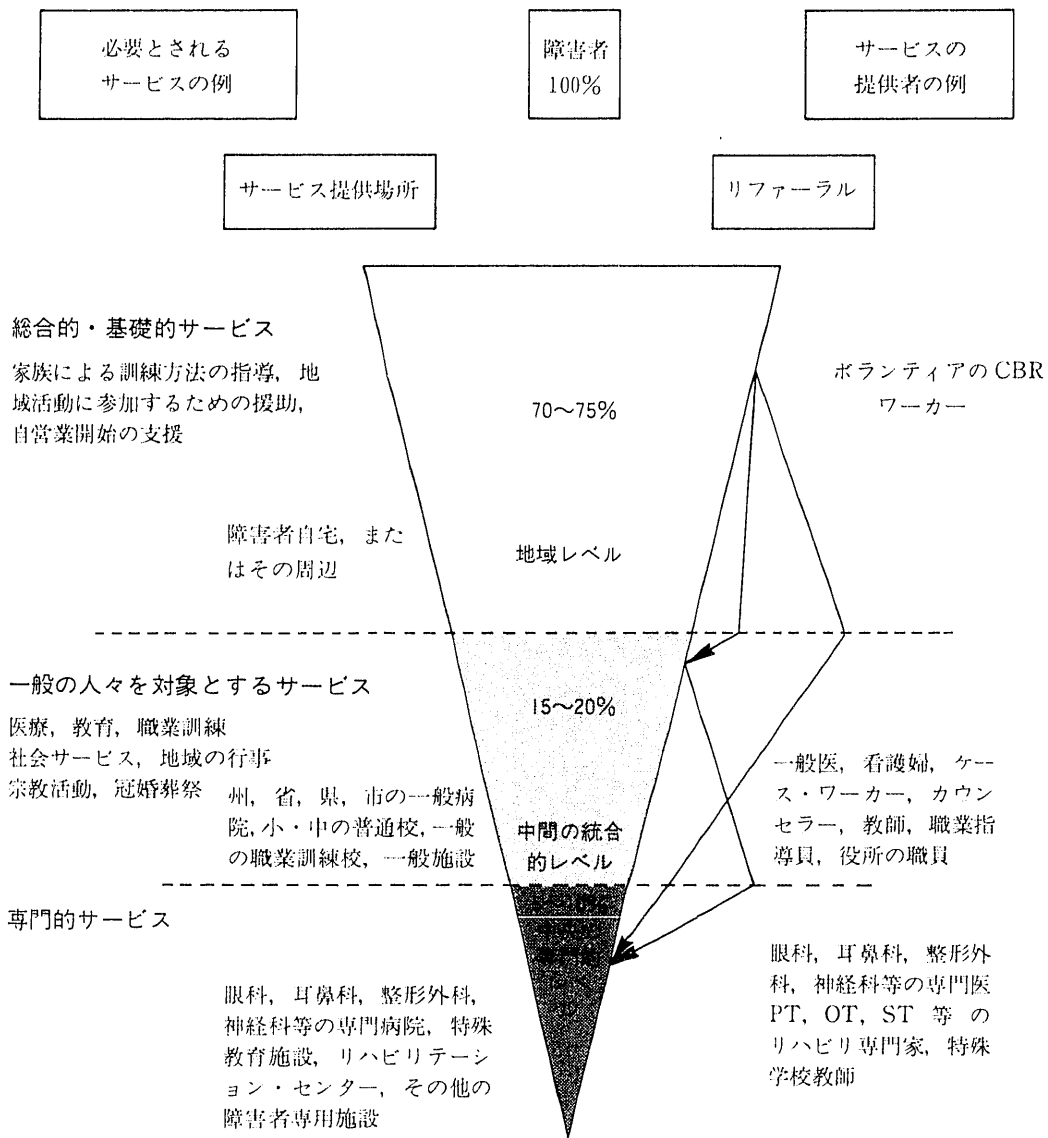 必要とされる
サービスの例
障害者
100%
サービスの
提供者の例
サービス提供場所
リファーラル
総合的・基礎的サービス
家族による訓練方法の指導, 地
域活動に参加するための援助,
自営業開始の支援
70〜75%
ボランティアのCBR
ワーカー
障害者自宅, また
はその周辺
地域レベル
一般の人々を対象とするサービス
医療, 教育, 職業訓練
社会サービス, 地域の行事
宗教活動, 冠婚葬祭
15〜20%
州, 省, 県, 市の一般病
院, 小・中の普通校, 一般
の職業訓練校, 一般施設
中間の統合
的レベル
一般医, 看護婦, ケー
ス・ワーカー, カウン
セラー, 教師, 職業指
導員, 役所の職員
専門的サービス
眼科, 耳鼻科, 整形外科,
神経科等の専門病院, 特殊
教育施設, リハビリテーシ
ョン・センター, その他の
障害者専用施設
眼科, 耳鼻科, 整形外
科, 神経科等の専門医
PT, OT, ST 等の
リハビリ専門家, 特殊
学校教師